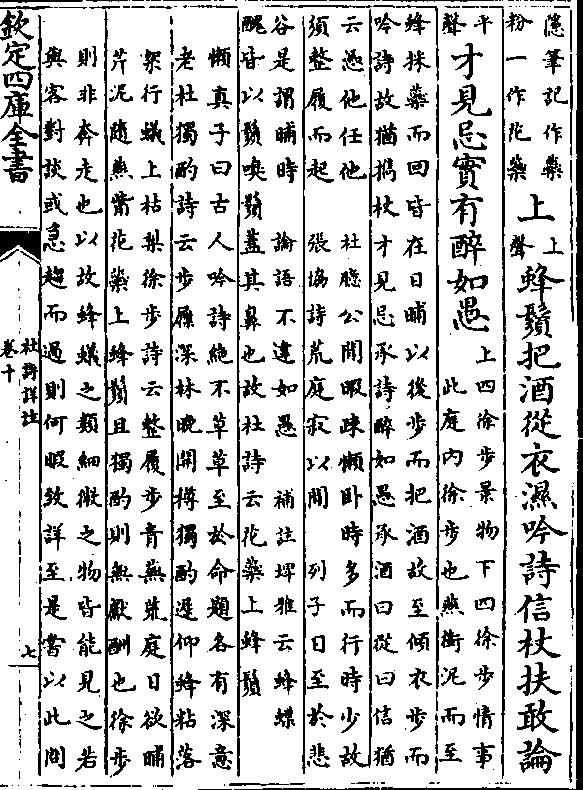 隱筆記作蘂
粉一作花蘂
上
上聲
蜂鬚把酒從衣濕吟詩信杖扶敢論
平聲
才見忌實有醉如愚
上四徐步景物下四徐步情事
此庭内徐步也燕銜泥而至
蜂採蘂而回皆在日晡以後步而把酒故至傾衣步而
吟詩故猶擕杖才見忌承詩醉如愚承酒曰從曰信猶
云憑他任他　杜臆公閒暇疎懶卧時多而行時少故
須整履而起　張協詩荒庭寂以閒　列子日至於悲
谷是謂晡時　論語不違如愚　補註埤雅云蜂蝶
醜皆以鬚嗅鬚蓋其鼻也故杜詩云花蘂上蜂鬚
懶真子曰古人吟詩絶不草草至於命題各有深意
老杜獨酌詩云步屧深林晚開樽獨酌遲仰蜂粘落
絮行蟻上枯梨徐步詩云整履步青蕪荒庭日欲晡
芹泥隨燕觜花蘂上蜂鬚且獨酌則無獻酬也徐步
則非奔走也以故蜂蟻之類細微之物皆能見之若
與客對談或急趨而過則何暇致詳至是嘗以此問
欽定四庫全書
杜詩詳註
卷十
七